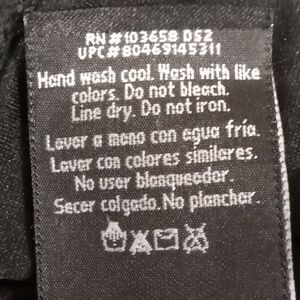 RN #103658 DS2
UPC#80469145311
Hand wash cool. Wash with like
colors. Do not bleach.
Line dry. Do not iron.
Lavar a mano con agua fría.
Lavar con colores similares.
No usar blanqueador.
Secar colgado. No planchar.